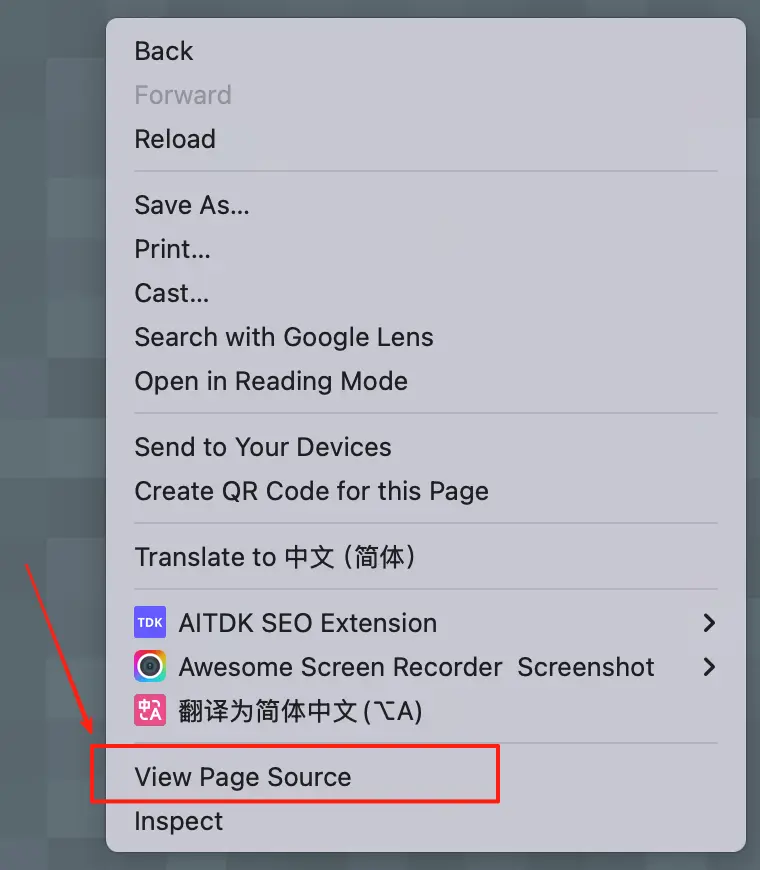 Back
Forward
Reload
Save As...
Print...
Cast...
Search with Google Lens
Open in Reading Mode
Send to Your Devices
Create QR Code for this Page
Translate to 中文（简体）
TDK AITDK SEO Extension
Awesome Screen Recorder  Screenshot
中A 翻译为简体中文(⌥A)
View Page Source
Inspect